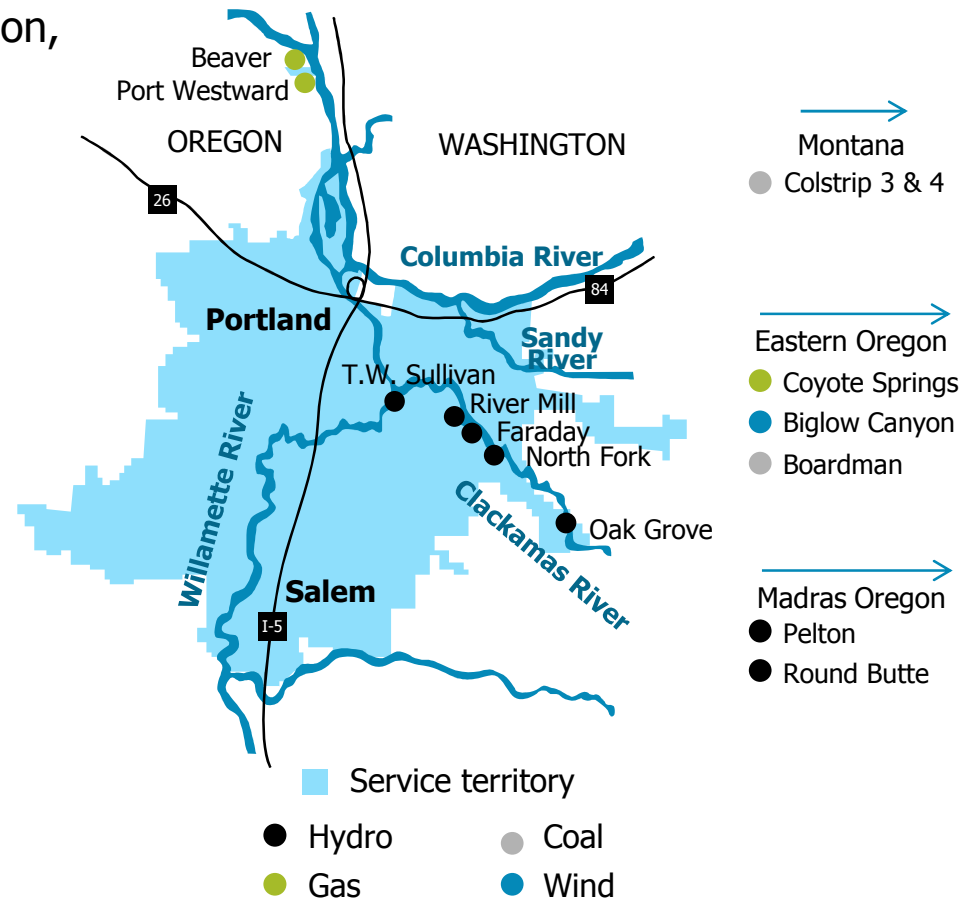 on,
Beaver
Port Westward
OREGON
WASHINGTON
26
Columbia River
84
Portland
Sandy
River
T.W. Sullivan
River Mill
Faraday
North Fork
Willamette River
Clackamas River
Oak Grove
Salem
I-5
Montana
Colstrip 3 & 4
Eastern Oregon
Coyote Springs
Biglow Canyon
Boardman
Madras Oregon
Pelton
Round Butte
Service territory
Hydro
Coal
Gas
Wind